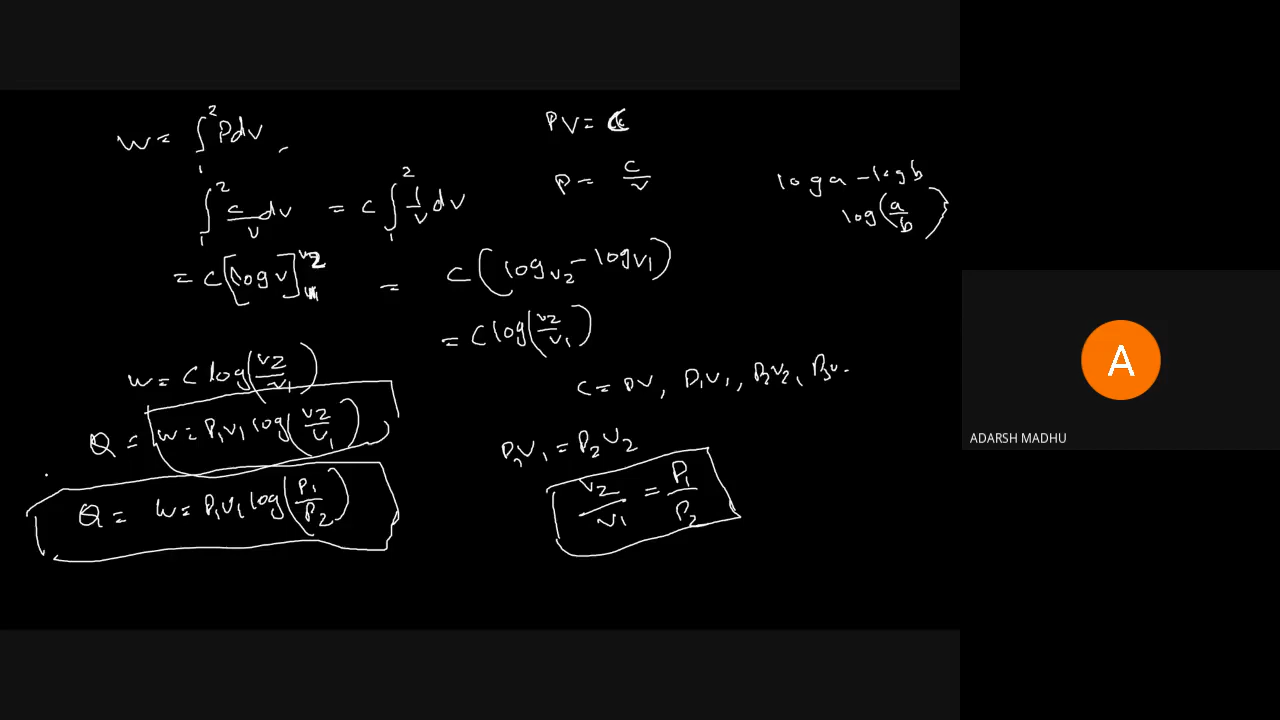 W = ∫₁² Pdv,
PV = C
P = C/V
log a - log b
log(a/b)
∫₁² C/V dv = C ∫₁² 1/V dv
= C[log V]
= C(log V₂ - log V₁)
= C log(V₂/V₁)
W = C log(V₂/V₁)
C = PV, P₁V₁, P₂V₂, P₃V₃
Q = W = P₁V₁ log(V₂/V₁)
P₁V₁ = P₂V₂
V₂/V₁ = P₁/P₂
Q = W = P₁V₁ log(P₁/P₂)
A
ADARSH MADHU